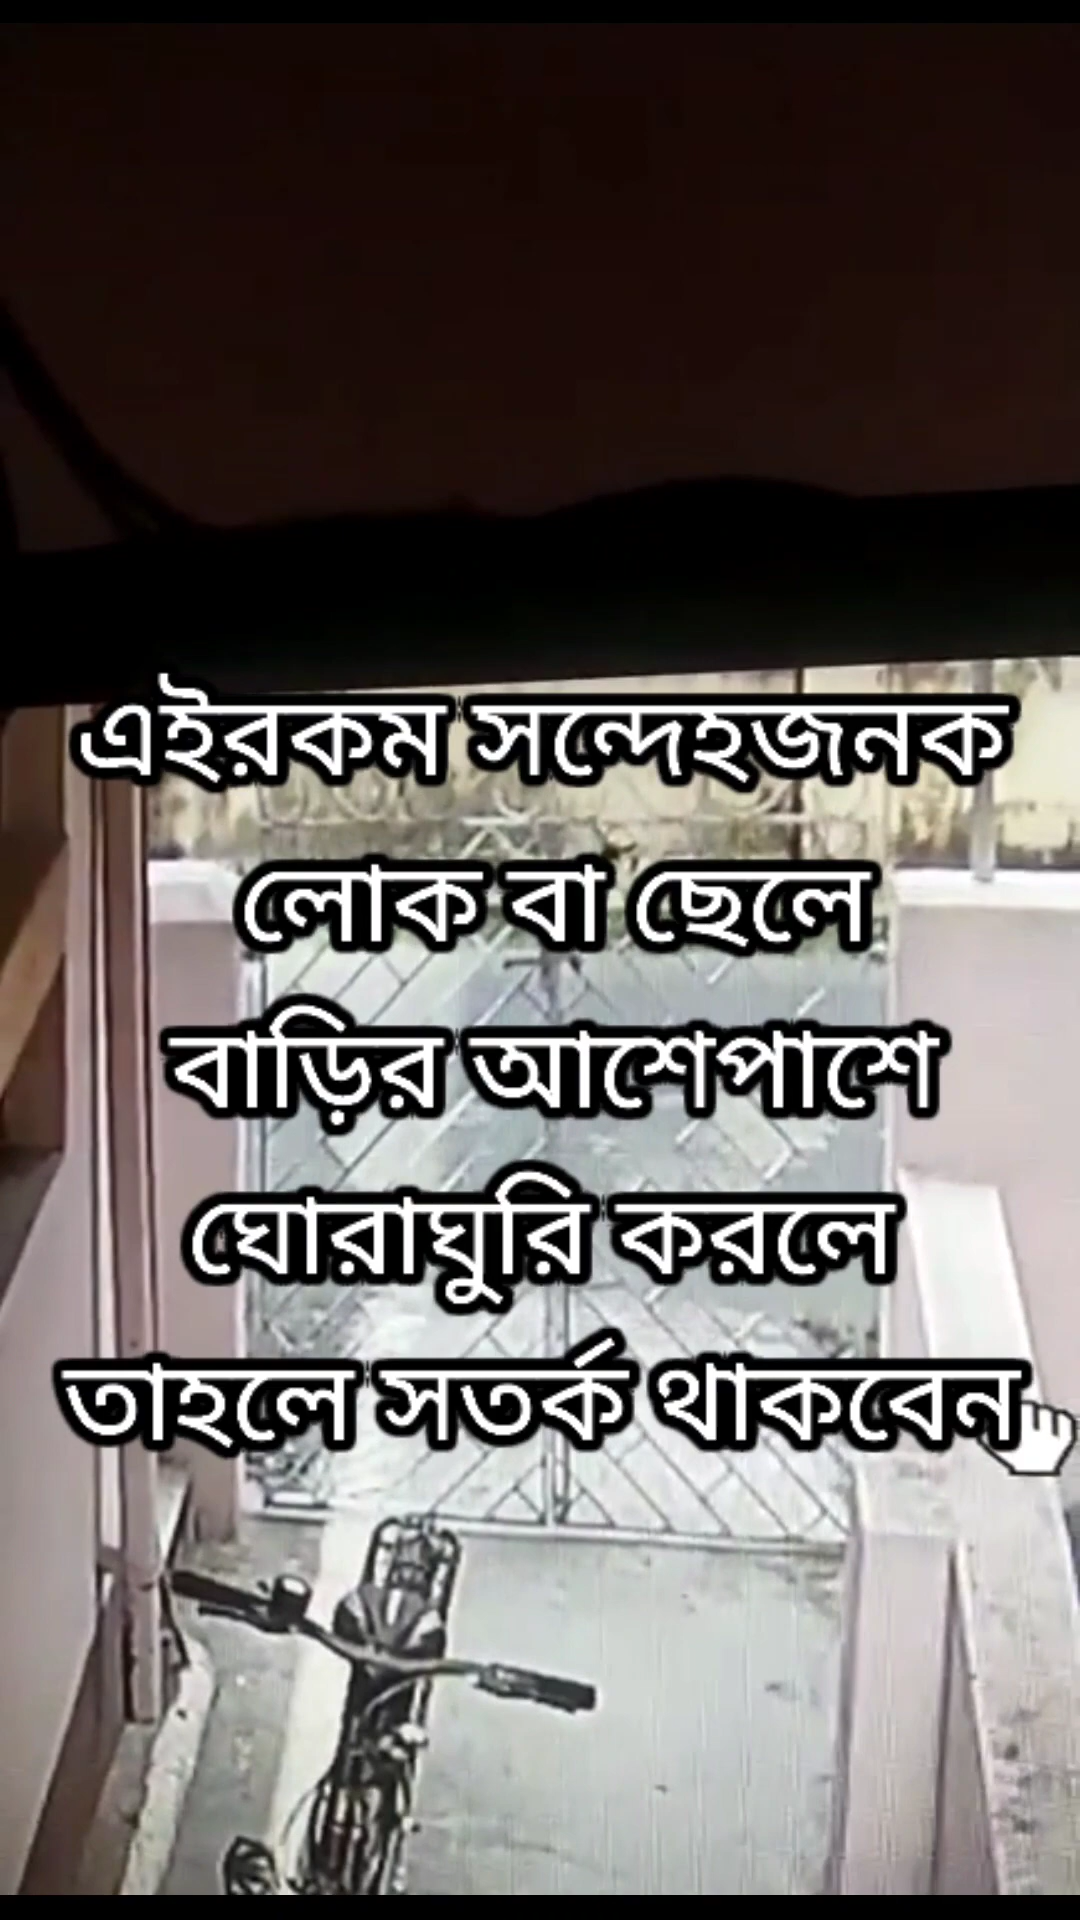 এইরকম সন্দেহজনক
লোক বা ছেলে
বাড়ির আশেপাশে
ঘোরাঘুরি করলে
তাহলে সতর্ক থাকবেন